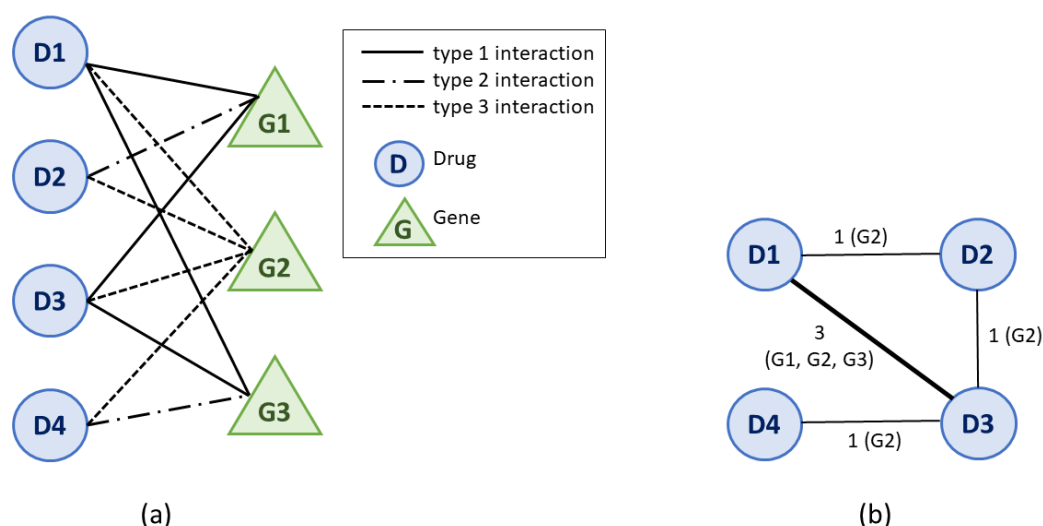 D1
D2
D3
D4
G1
G2
G3
type 1 interaction
type 2 interaction
type 3 interaction
D Drug
G Gene
(a)
D1 1 (G2) D2
3
(G1, G2, G3)
1 (G2)
D4 1 (G2) D3
(b)